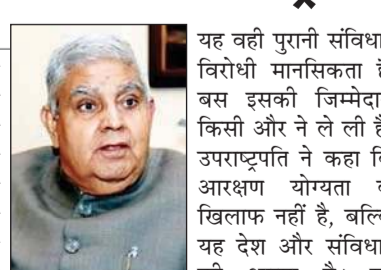 यह वही पुरानी संविधा
विरोधी मानसिकता है
बस इसकी जिम्मेदा
किसी और ने ले ली है
उपराष्ट्रपति ने कहा वि
आरक्षण योग्यता व
खिलाफ नहीं है, बल्वि
यह देश और संविधा